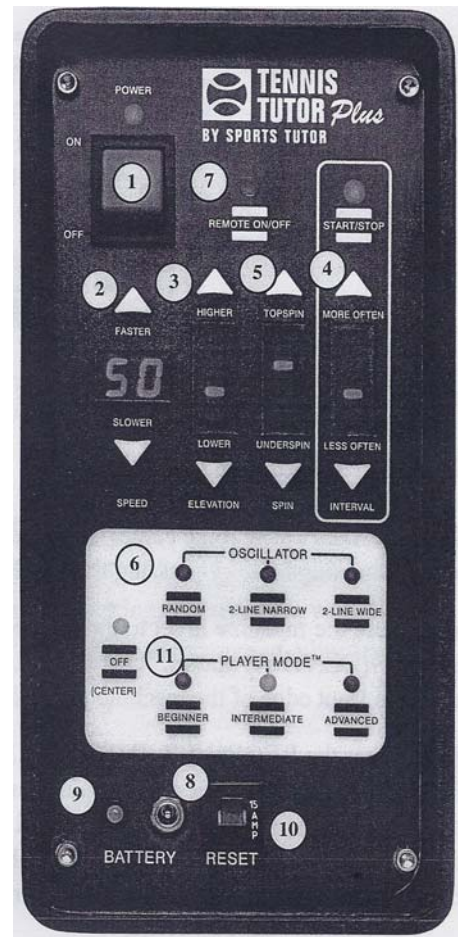 POWER
TENNIS
TUTOR Plus
BY SPORTS TUTOR
ON
1
7
OFF
REMOTE ON/OFF
START/STOP
2
3
5
4
FASTER
HIGHER
TOPSPIN
MORE OFTEN
50
SLOWER
LOWER
UNDERSPIN
LESS OFTEN
SPEED
ELEVATION
SPIN
INTERVAL
6
OSCILLATOR
RANDOM
2-LINE NARROW
2-LINE WIDE
OFF
[CENTER]
11
PLAYER MODE™
BEGINNER
INTERMEDIATE
ADVANCED
9
8
15 AMP
10
BATTERY
RESET